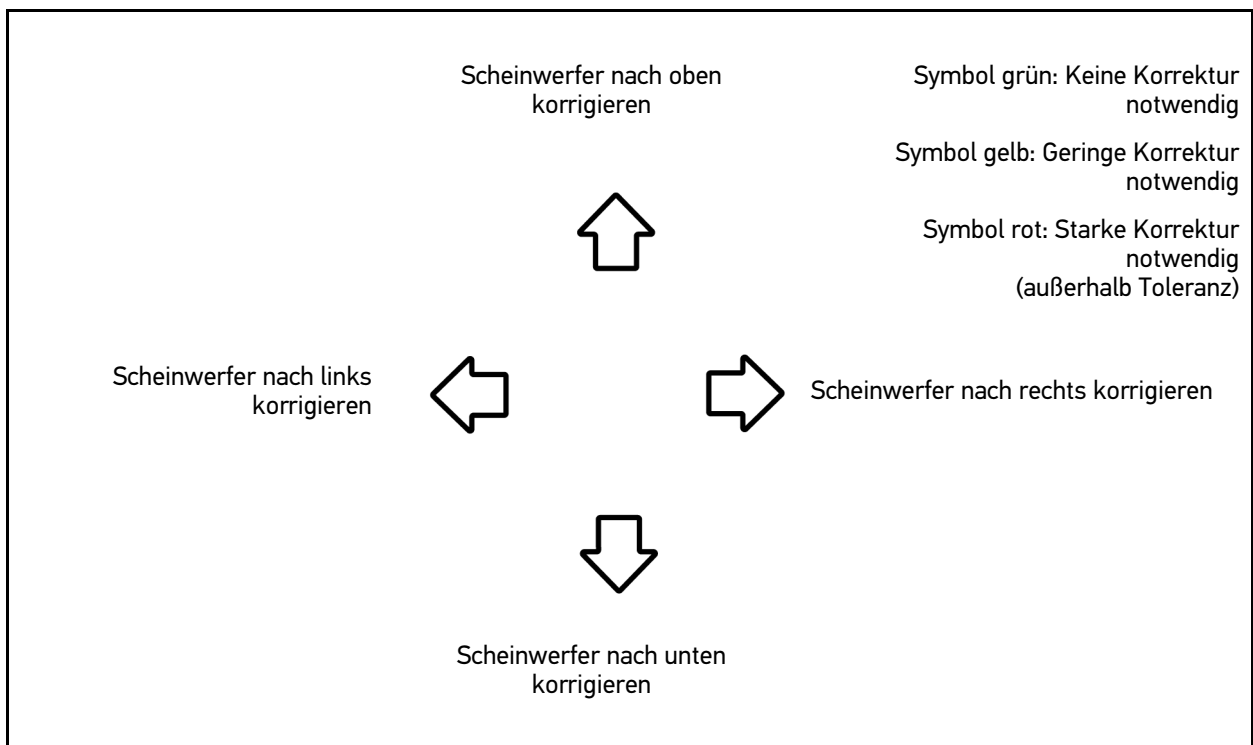 Scheinwerfer nach oben
korrigieren
Symbol grün: Keine Korrektur
notwendig
Symbol gelb: Geringe Korrektur
notwendig
Symbol rot: Starke Korrektur
notwendig
(außerhalb Toleranz)
Scheinwerfer nach links
korrigieren
Scheinwerfer nach rechts korrigieren
Scheinwerfer nach unten
korrigieren